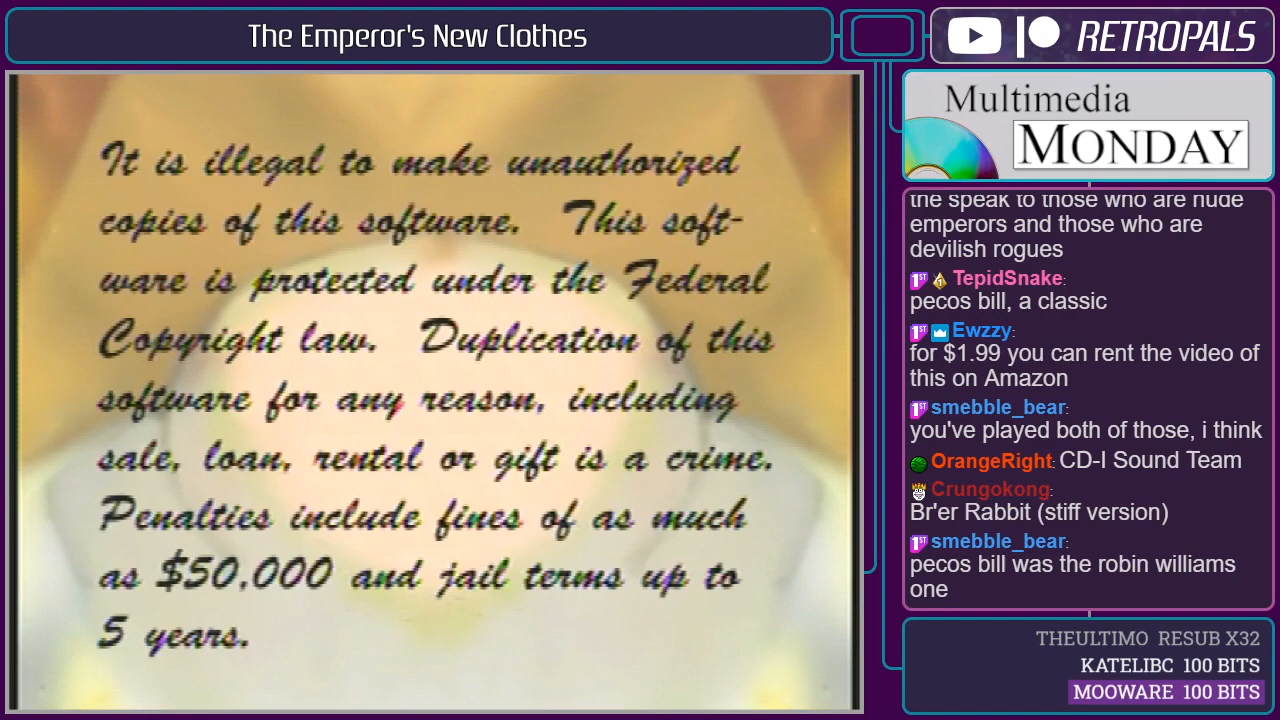 The Emperor's New Clothes
RETROPALS
Multimedia
MONDAY
It is illegal to make unauthorized
copies of this software. This soft-
ware is protected under the Federal
Copyright law. Duplication of this
software for any reason, including
sale, loan, rental or gift is a crime.
Penalties include fines of as much
as $50,000 and jail terms up to
5 years.
the speak to those who are nude
emperors and those who are
devilish rogues
1ST TepidSnake:
pecos bill, a classic
1ST Ewzzy:
for $1.99 you can rent the video of
this on Amazon
1ST smebble_bear:
you've played both of those, i think
OrangeRight: CD-I Sound Team
Crungokong:
Br'er Rabbit (stiff version)
1ST smebble_bear:
pecos bill was the robin williams
one
THEULTIMO RESUB X32
KATELIBC 100 BITS
MOOWARE 100 BITS